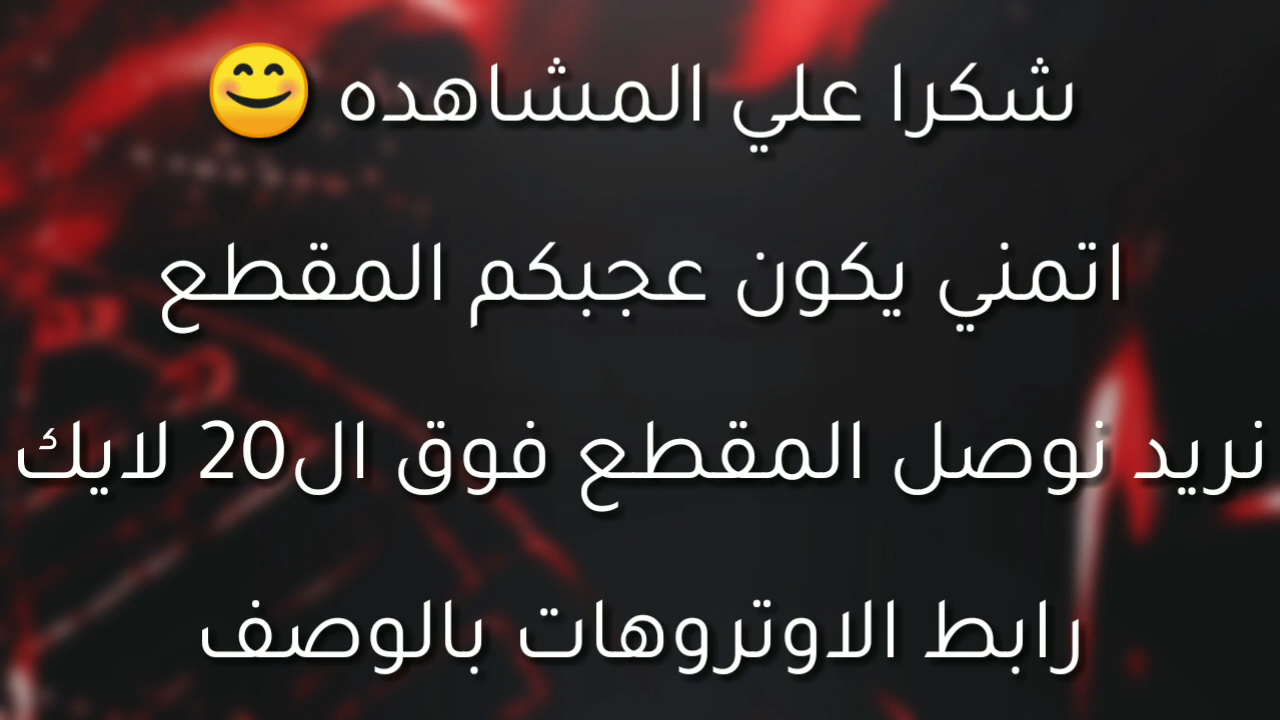 شكرا علي المشاهده 😊
اتمني يكون عجبكم المقطع
نريد نوصل المقطع فوق ال20 لايك
رابط الاوتروهات بالوصف